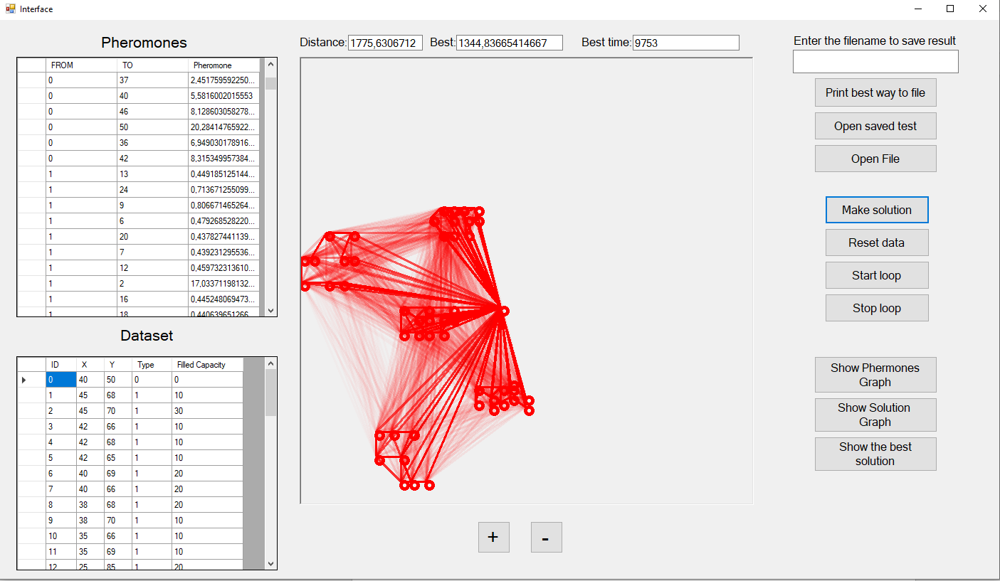 Interface
Pheromones
FROM TO Pheromone
0 37 2,451759592250...
0 40 5,5816002015553
0 46 8,128603058278...
0 50 20,28414765922...
0 36 6,949030178916...
0 42 8,315349957384...
1 13 0,449185125144...
1 24 0,713671255099...
1 9 0,806671465264...
1 6 0,479268528220...
1 20 0,437827441139...
1 7 0,439231295536...
1 12 0,459732313610...
1 2 17,03371198132...
1 16 0,445248069473...
1 18 0,440639651266...
Dataset
ID X Y Type Filled Capacity
0 40 50 0 0
1 45 68 1 10
2 45 70 1 30
3 42 66 1 10
4 42 68 1 10
5 42 65 1 10
6 40 69 1 20
7 40 66 1 20
8 38 68 1 20
9 38 70 1 10
10 35 66 1 10
11 35 69 1 10
12 25 85 1 20
Distance: 1775,6306712 Best: 1344,83665414667 Best time: 9753
+ -
Enter the filename to save result
Print best way to file
Open saved test
Open File
Make solution
Reset data
Start loop
Stop loop
Show Phermones
Graph
Show Solution
Graph
Show the best
solution